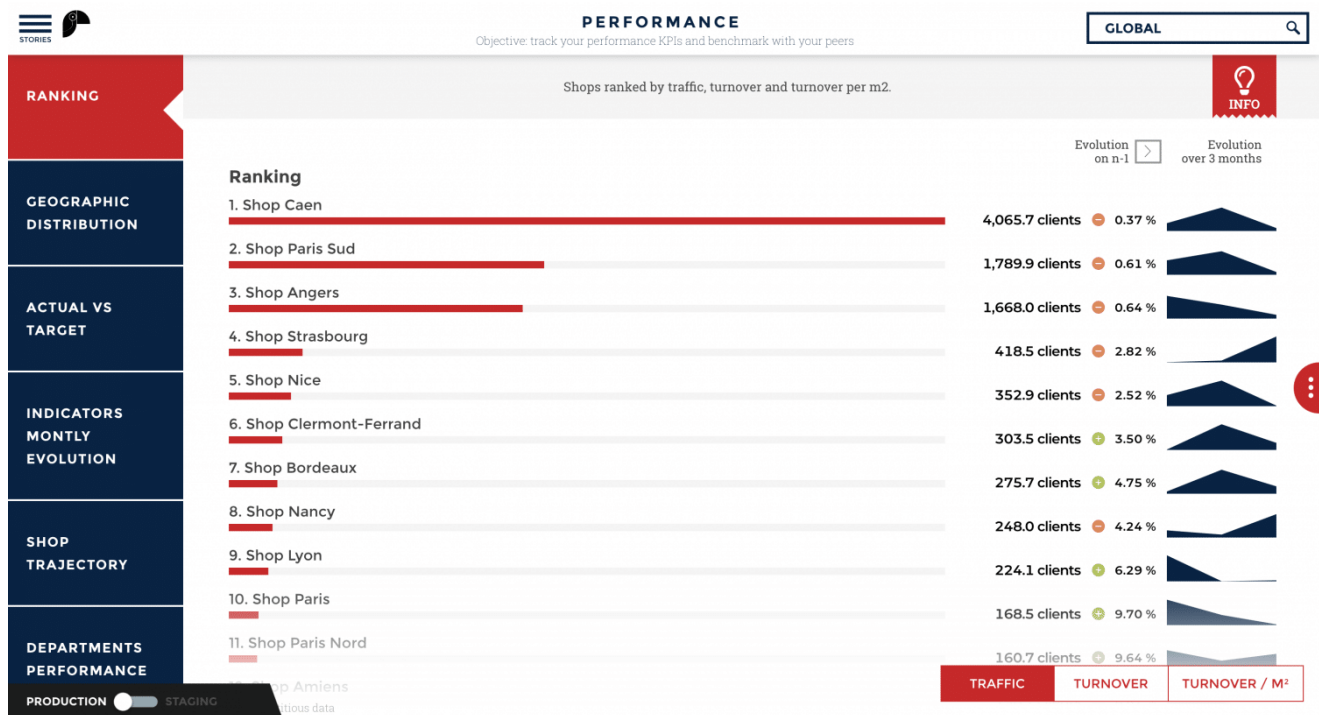 STORIES
PERFORMANCE
Objective: track your performance KPIs and benchmark with your peers
GLOBAL
RANKING
GEOGRAPHIC
DISTRIBUTION
ACTUAL VS
TARGET
INDICATORS
MONTLY
EVOLUTION
SHOP
TRAJECTORY
DEPARTMENTS
PERFORMANCE
PRODUCTION STAGING
Shops ranked by traffic, turnover and turnover per m2.
INFO
Evolution
on n-1
Evolution
over 3 months
Ranking
1. Shop Caen
4,065.7 clients 0.37 %
2. Shop Paris Sud
1,789.9 clients 0.61 %
3. Shop Angers
1,668.0 clients 0.64 %
4. Shop Strasbourg
418.5 clients 2.82 %
5. Shop Nice
352.9 clients 2.52 %
6. Shop Clermont-Ferrand
303.5 clients 3.50 %
7. Shop Bordeaux
275.7 clients 4.75 %
8. Shop Nancy
248.0 clients 4.24 %
9. Shop Lyon
224.1 clients 6.29 %
10. Shop Paris
168.5 clients 9.70 %
11. Shop Paris Nord
160.7 clients 9.64 %
Amiens
data
TRAFFIC
TURNOVER
TURNOVER / M²